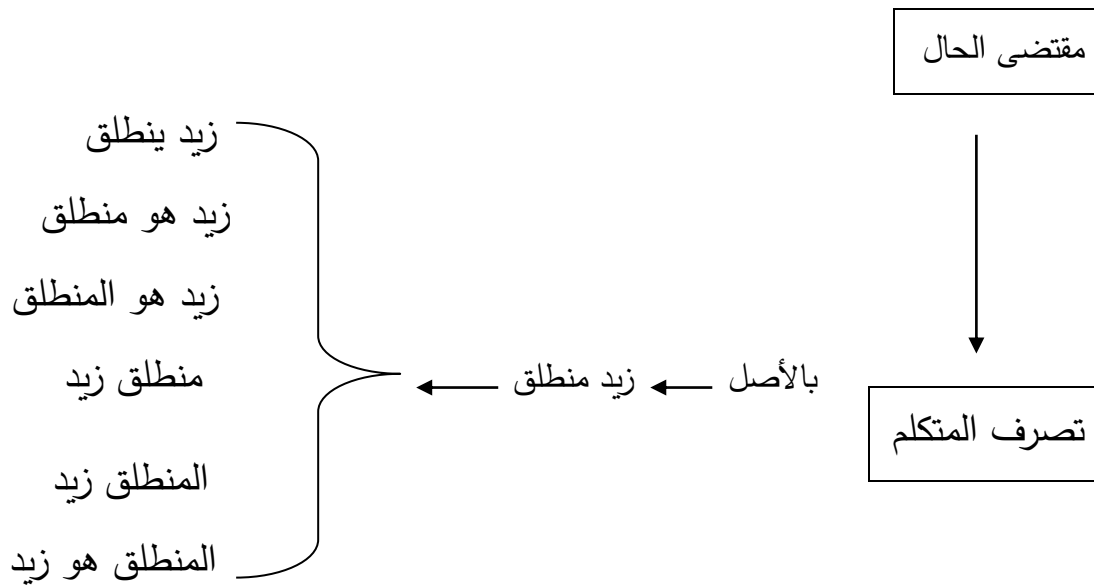 مقتضى الحال
زيد ينطلق
زيد هو منطلق
زيد هو المنطلق
بالأصل زيد منطلق منطلق زيد
تصرف المتكلم
المنطلق زيد
المنطلق هو زيد